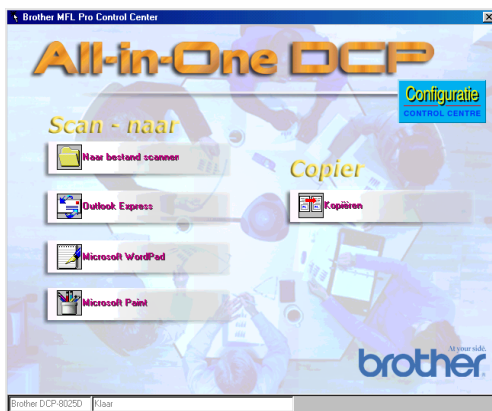 Brother MFL Pro Control Center
All-in-One DCP
Configuratie
CONTROL CENTRE
Scan - naar
Naar bestand scannen
Outlook Express
Microsoft WordPad
Microsoft Paint
Copier
Kopiëren
At your side.
brother
Brother DCP-8025D
Klaar